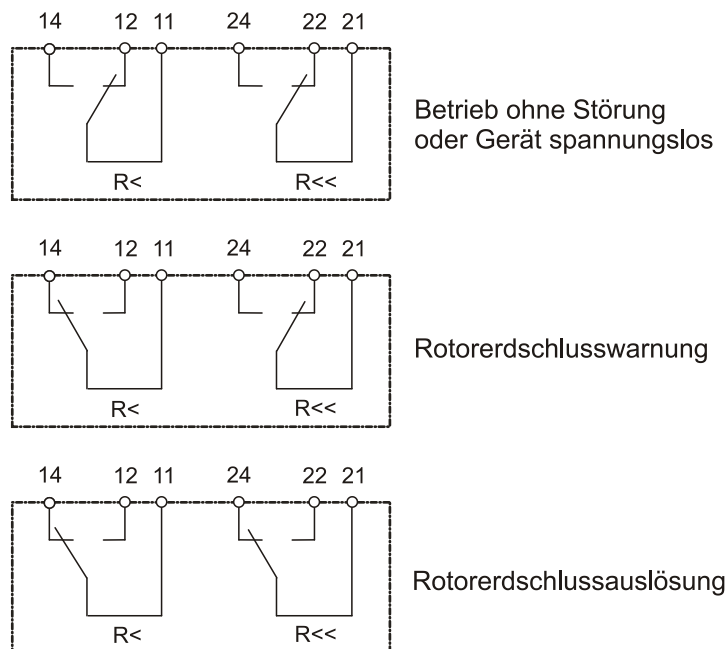 14 12 11 24 22 21
Betrieb ohne Störung
oder Gerät spannungslos
R< R<<
14 12 11 24 22 21
Rotorerdschlusswarnung
R< R<<
14 12 11 24 22 21
Rotorerdschlussauslösung
R< R<<